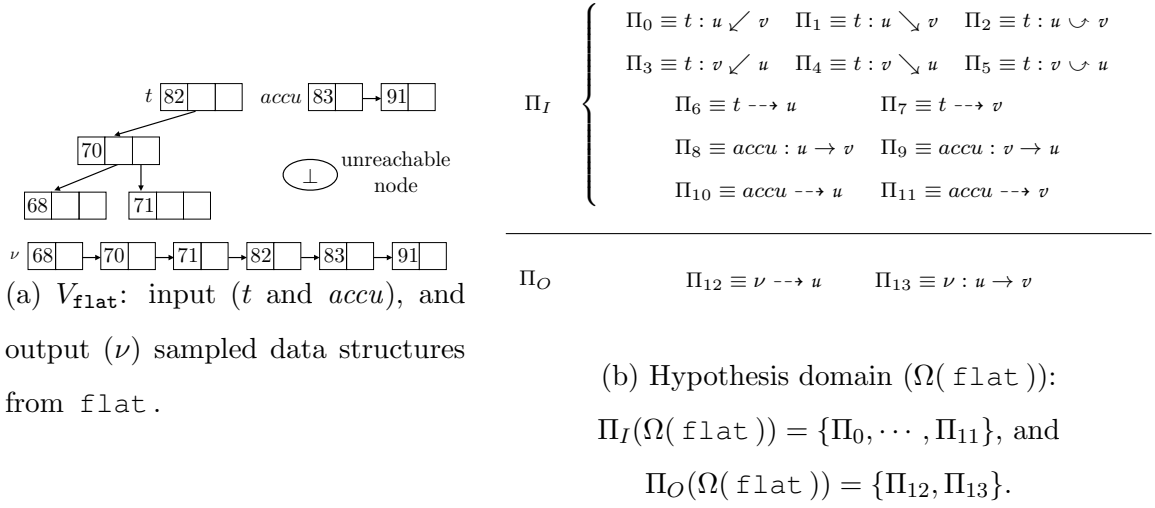 t 82 accu 83 91
70
⊥ unreachable node
68 71
ν 68 70 71 82 83 91
(a) V_flat: input (t and accu), and
output (ν) sampled data structures
from flat.
Π_0 ≡ t : u ↙ v Π_1 ≡ t : u ↘ v Π_2 ≡ t : u ⤻ v
Π_3 ≡ t : v ↙ u Π_4 ≡ t : v ↘ u Π_5 ≡ t : v ⤻ u
Π_I { Π_6 ≡ t ⇢ u Π_7 ≡ t ⇢ v
Π_8 ≡ accu : u → v Π_9 ≡ accu : v → u
Π_10 ≡ accu ⇢ u Π_11 ≡ accu ⇢ v
Π_O Π_12 ≡ ν ⇢ u Π_13 ≡ ν : u → v
(b) Hypothesis domain (Ω( flat )):
Π_I(Ω( flat )) = {Π_0, ⋯ , Π_11}, and
Π_O(Ω( flat )) = {Π_12, Π_13}.